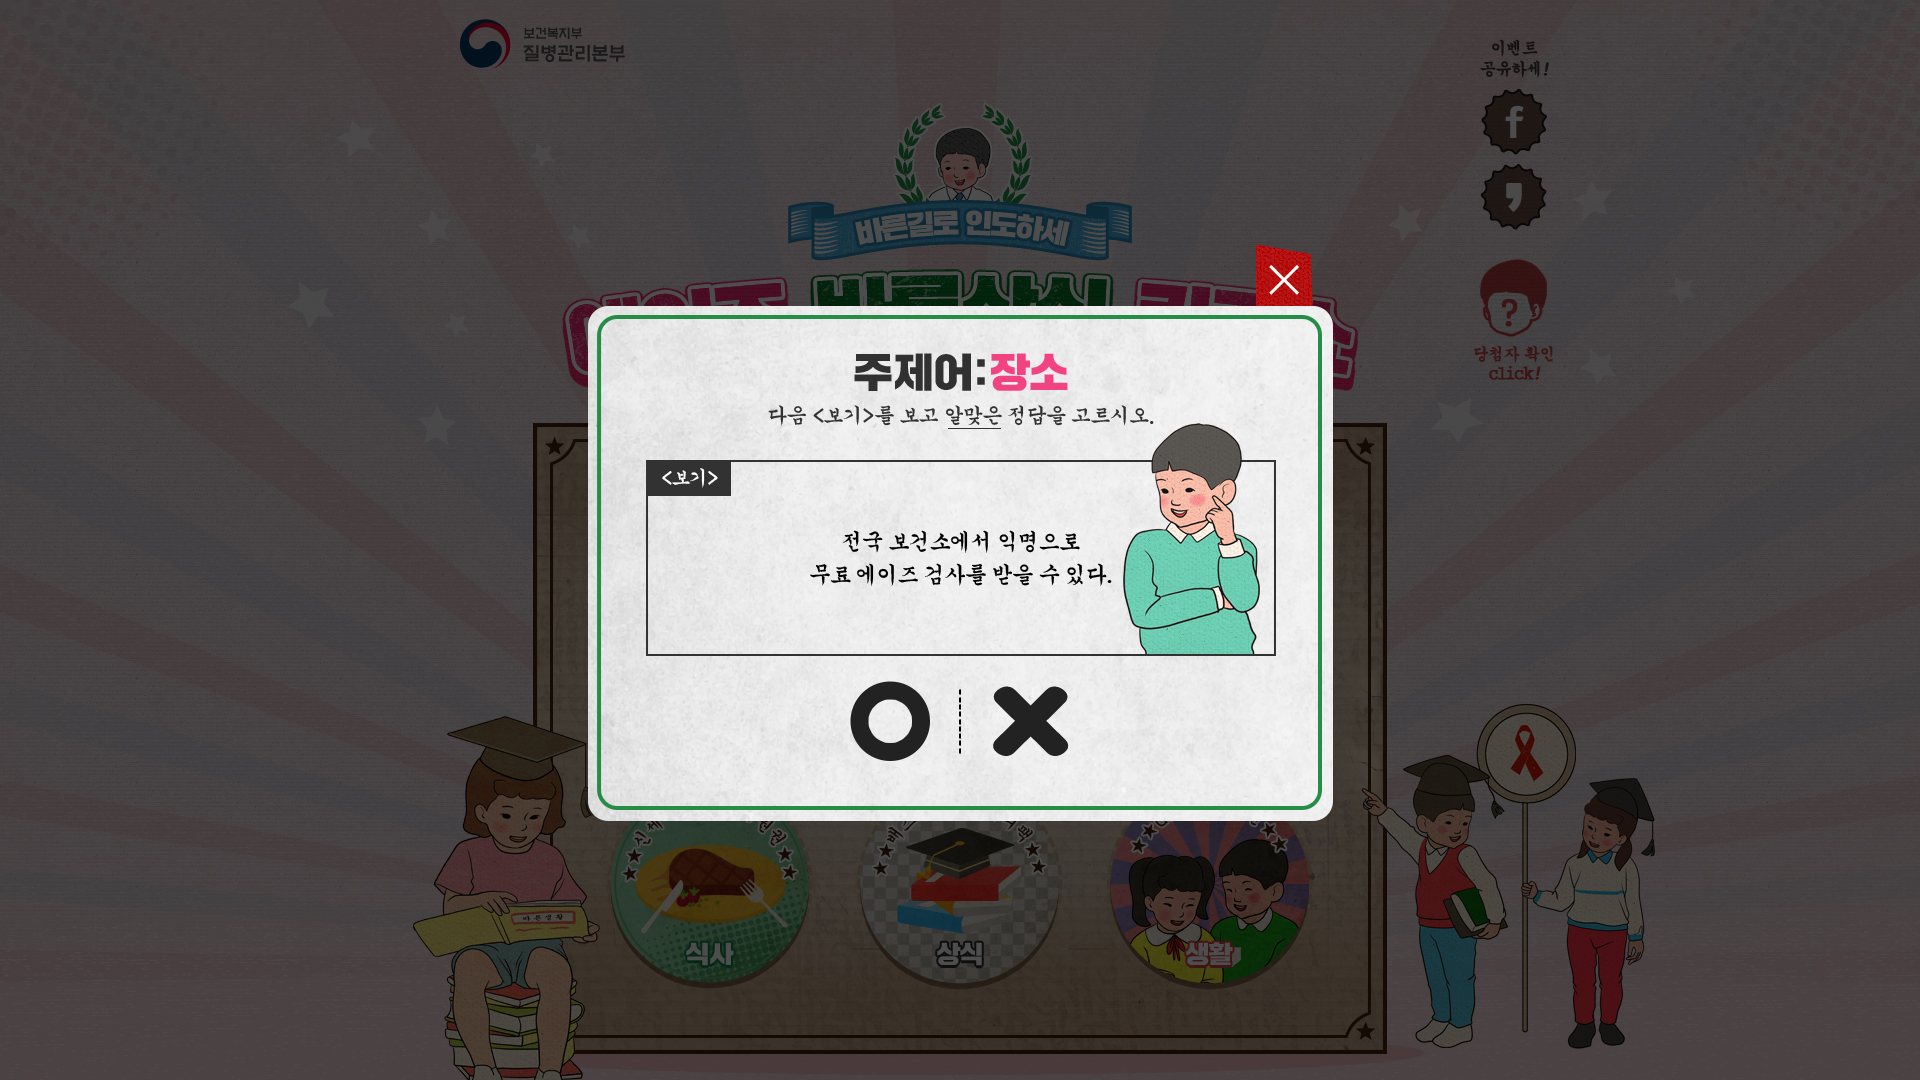 보건복지부
질병관리본부
이벤트
공유하세!
바른길로 인도하세
당첨자 확인
click!
주제어:장소
다음 <보기>를 보고 알맞은 정답을 고르시오.
<보기>
전국 보건소에서 익명으로
무료 에이즈 검사를 받을 수 있다.
O X
바른생활
식사
상식
생활